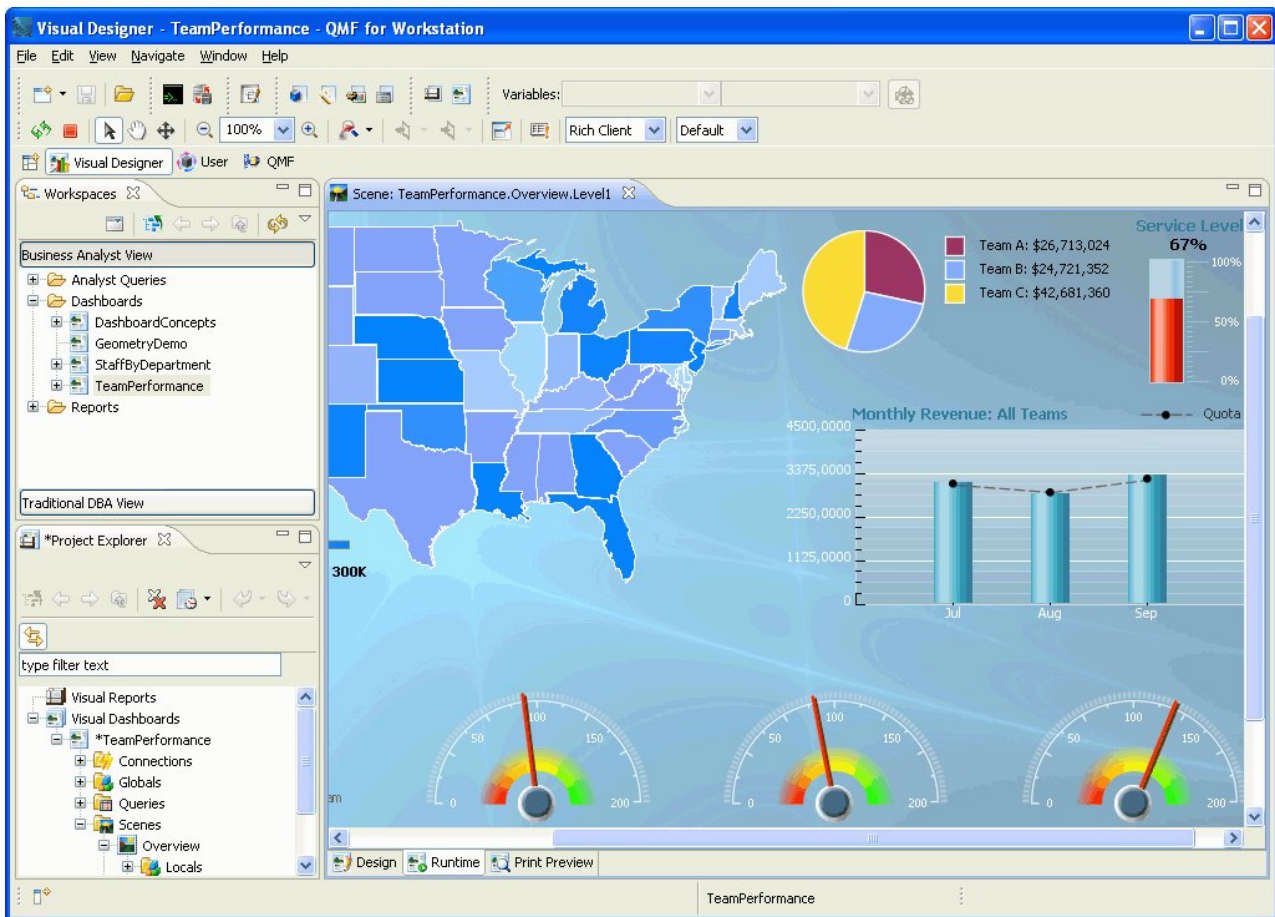 Visual Designer - TeamPerformance - QMF for Workstation
File Edit View Navigate Window Help
Variables:
100% Rich Client Default
Visual Designer User QMF
Workspaces
Business Analyst View
Analyst Queries
Dashboards
DashboardConcepts
GeometryDemo
StaffByDepartment
TeamPerformance
Reports
Traditional DBA View
*Project Explorer
type filter text
Visual Reports
Visual Dashboards
*TeamPerformance
Connections
Globals
Queries
Scenes
Overview
Locals
Scene: TeamPerformance.Overview.Level1
300K
am
Team A: $26,713,024
Team B: $24,721,352
Team C: $42,681,360
Service Level
67%
100%
50%
0%
Monthly Revenue: All Teams
Quota
4500,0000
3375,0000
2250,0000
1125,0000
0
Jul Aug Sep
0 50 100 150 200
0 50 100 150 200
0 50 100 150 200
Design Runtime Print Preview
TeamPerformance